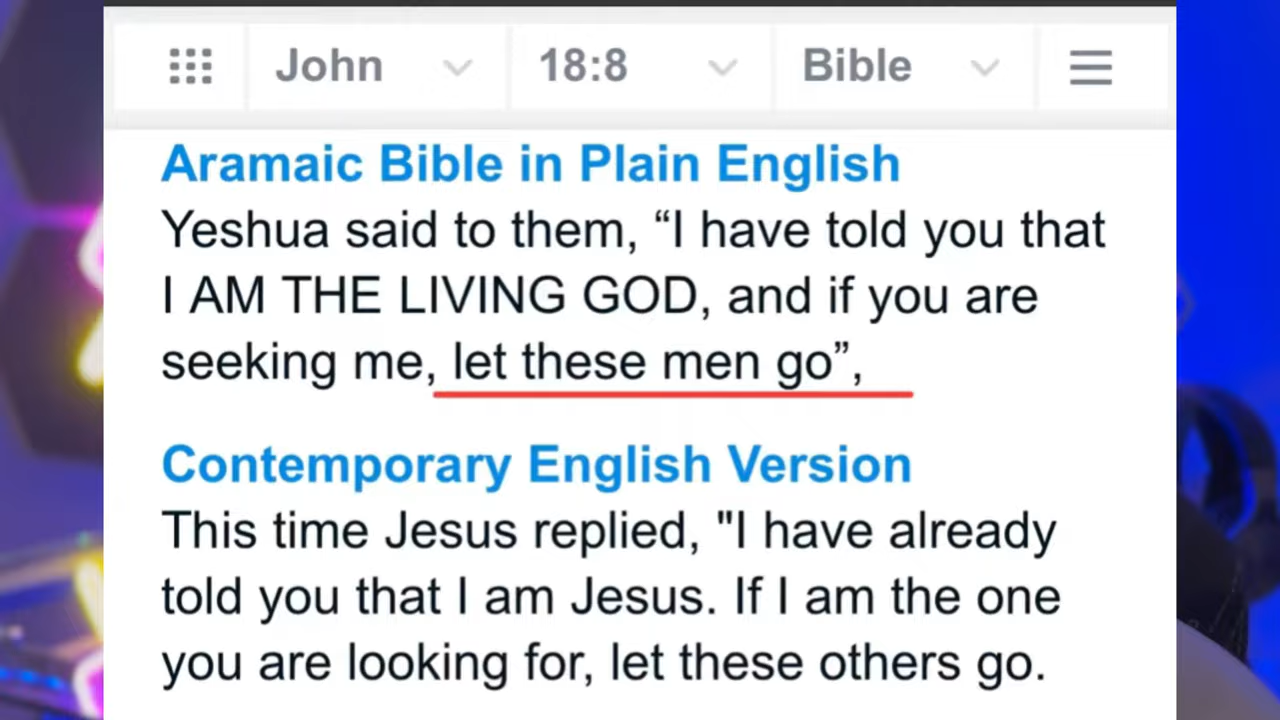 John 18:8 Bible
Aramaic Bible in Plain English
Yeshua said to them, “I have told you that
I AM THE LIVING GOD, and if you are
seeking me, let these men go”,
Contemporary English Version
This time Jesus replied, "I have already
told you that I am Jesus. If I am the one
you are looking for, let these others go.